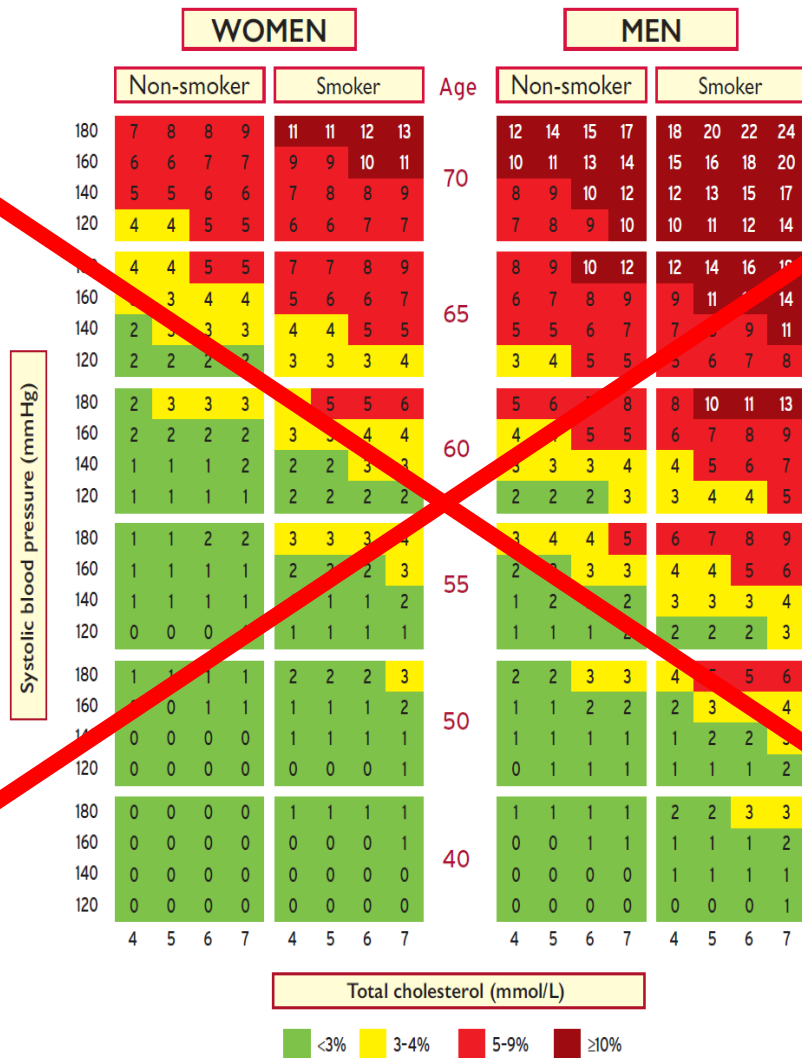 WOMEN MEN
Non-smoker Smoker Age Non-smoker Smoker
180 7 8 8 9 11 11 12 13 12 14 15 17 18 20 22 24
160 6 6 7 7 9 9 10 11 10 11 13 14 15 16 18 20
70
140 5 5 6 6 7 8 8 9 8 9 10 12 12 13 15 17
120 4 4 5 5 6 6 7 7 7 8 9 10 10 11 12 14
4 4 5 5 7 7 8 9 8 9 10 12 12 14 16
160 3 4 4 5 6 6 7 6 7 8 9 9 11 14
65
140 2 3 3 3 4 4 5 5 5 5 6 7 7 9 11
120 2 2 2 2 3 3 3 4 3 4 5 5 5 6 7 8
180 2 3 3 3 5 5 6 5 6 8 8 10 11 13
160 2 2 2 2 3 3 4 4 4 5 5 6 7 8 9
60
140 1 1 1 2 2 2 3 3 3 3 3 4 4 5 6 7
120 1 1 1 1 2 2 2 2 2 2 2 3 3 4 4 5
180 1 1 2 2 3 3 3 4 3 4 4 5 6 7 8 9
160 1 1 1 1 2 2 2 3 2 2 3 3 4 4 5 6
55
140 1 1 1 1 1 1 2 1 2 2 3 3 3 4
120 0 0 0 1 1 1 1 1 1 1 2 2 2 2 3
180 1 1 1 1 2 2 2 3 2 2 3 3 4 5 6
160 0 1 1 1 1 1 2 1 1 2 2 2 3 4
50
0 0 0 0 1 1 1 1 1 1 1 1 1 2 2 3
120 0 0 0 0 0 0 0 1 0 1 1 1 1 1 1 2
180 0 0 0 0 1 1 1 1 1 1 1 1 2 2 3 3
160 0 0 0 0 0 0 0 1 0 0 1 1 1 1 1 2
40
140 0 0 0 0 0 0 0 0 0 0 0 0 1 1 1 1
120 0 0 0 0 0 0 0 0 0 0 0 0 0 0 0 1
4 5 6 7 4 5 6 7 4 5 6 7 4 5 6 7
Systolic blood pressure (mmHg)
Total cholesterol (mmol/L)
<3% 3-4% 5-9% ≥10%